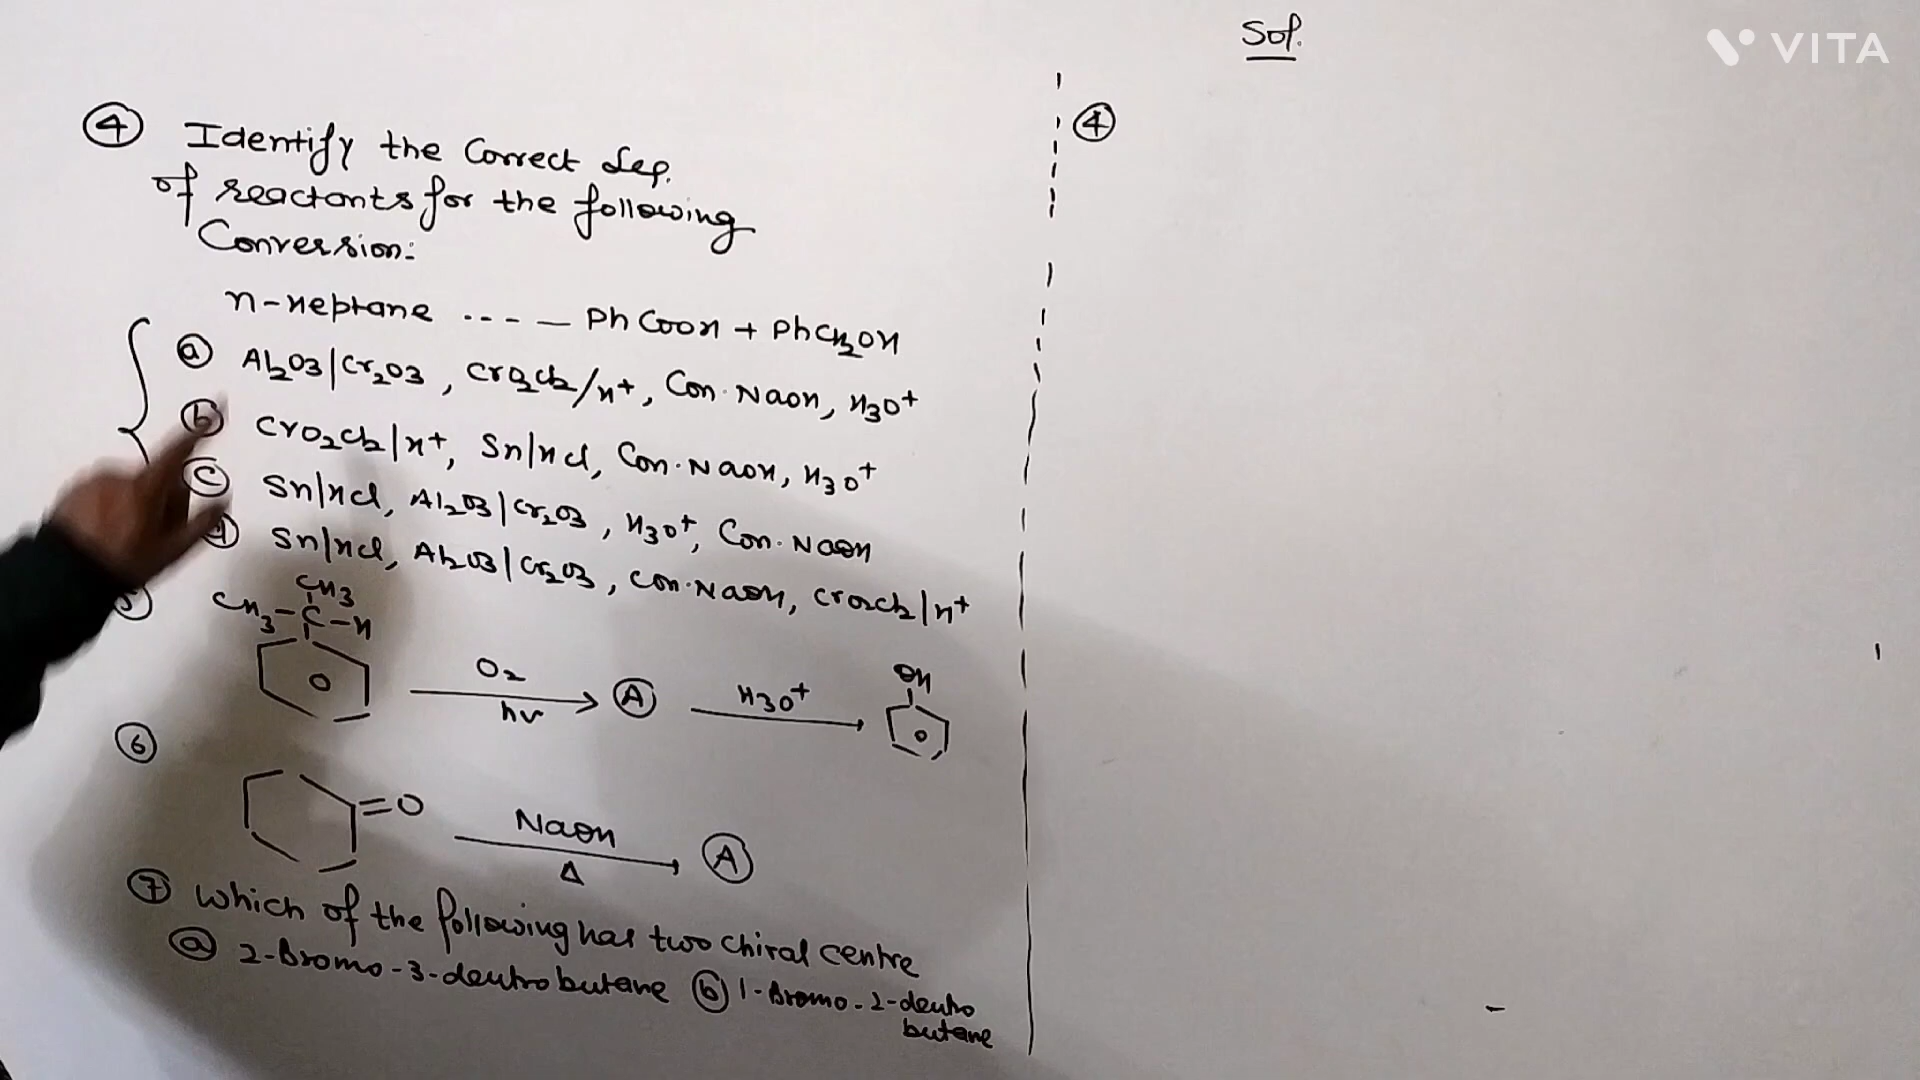 Sol.
VITA
④ Identify the Correct Seq.
of reactants for the following
Conversion:
n-Heptane ---- PhCOOH + PhCH2OH
ⓐ Al2O3|Cr2O3, CrO2Cl2/H+, Con. NaOH, H3O+
ⓑ CrO2Cl2|H+, Sn|HCl, Con. NaOH, H3O+
ⓒ Sn|HCl, Al2O3|Cr2O3, H3O+, Con. NaOH
ⓓ Sn|HCl, Al2O3|Cr2O3, Con. NaOH, CrO2Cl2|H+
⑤ CH3
CH3-C-H
O2
hν
Ⓐ
H3O+
OH
⑥
=O
NaOH
Δ
Ⓐ
⑦ Which of the following has two chiral centre
ⓐ 2-Bromo-3-deutrobutane ⓑ 1-Bromo-2-deutro
butane
④